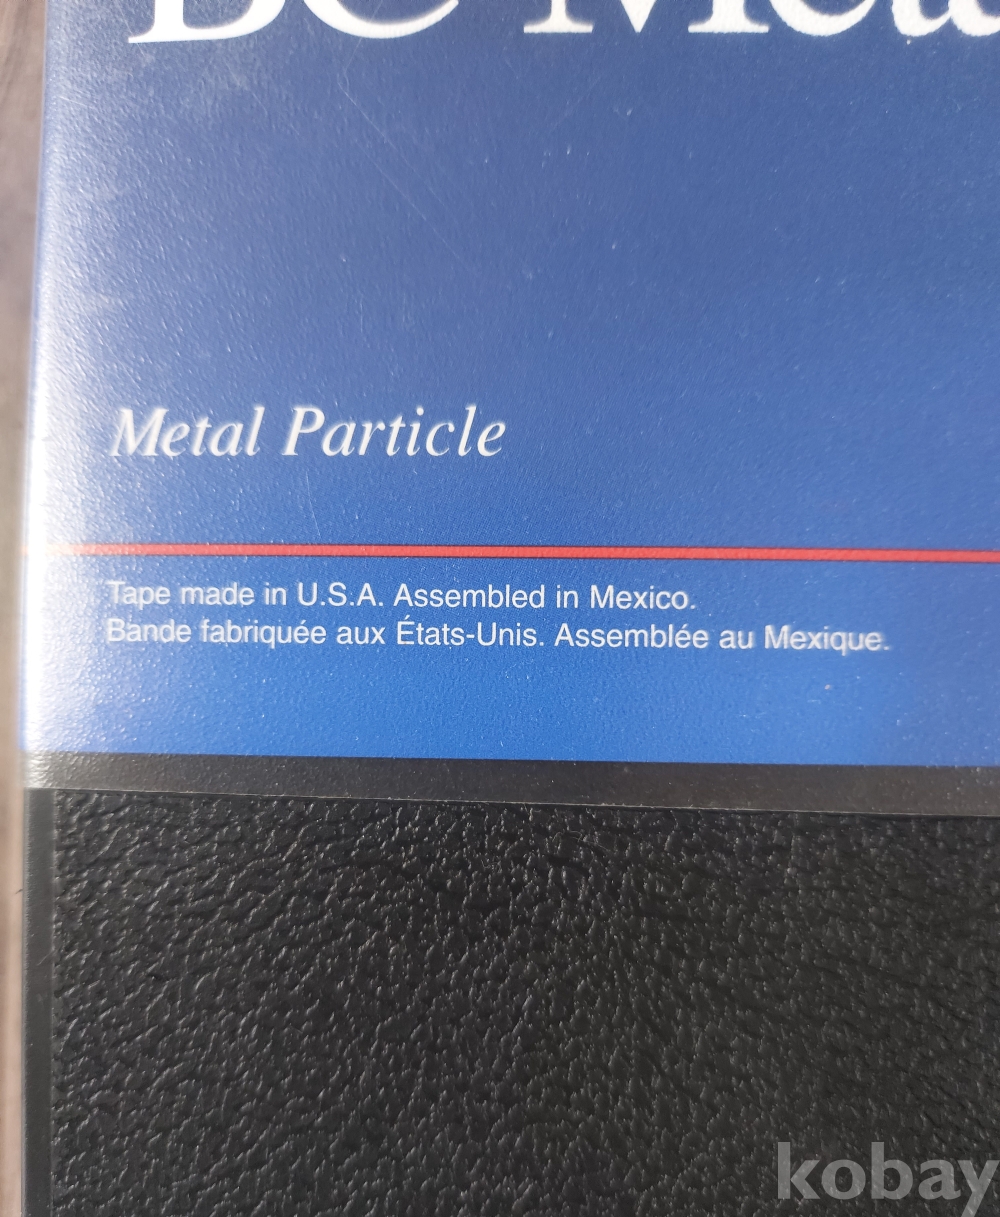 Metal Particle
Tape made in U.S.A. Assembled in Mexico.
Bande fabriquée aux États-Unis. Assemblée au Mexique.
kobay